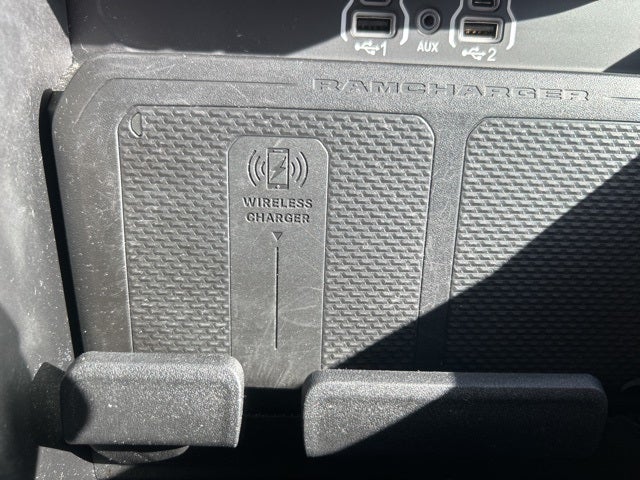 1 AUX 2
RAMCHARGER
WIRELESS
CHARGER